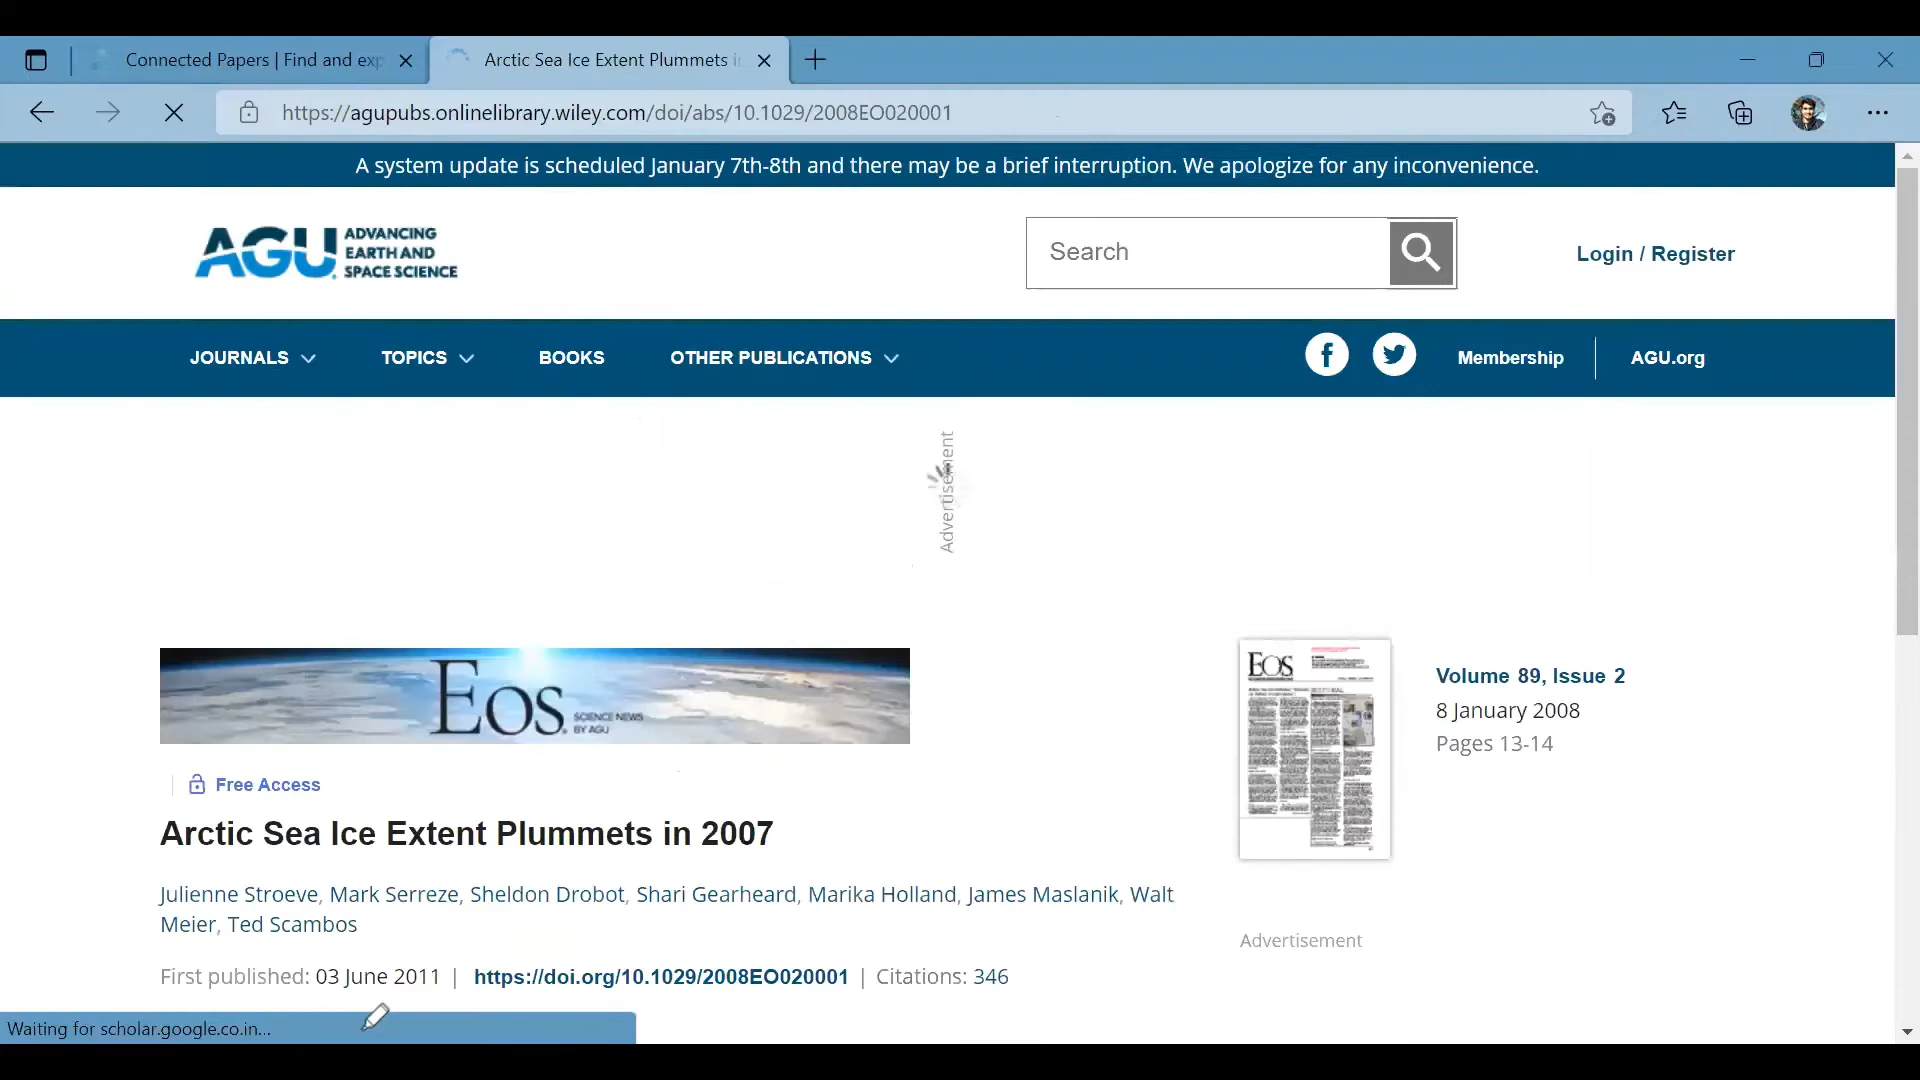 Connected Papers | Find and exp
Arctic Sea Ice Extent Plummets i
https://agupubs.onlinelibrary.wiley.com/doi/abs/10.1029/2008EO020001
A system update is scheduled January 7th-8th and there may be a brief interruption. We apologize for any inconvenience.
AGU ADVANCING
EARTH AND
SPACE SCIENCE
Search
Login / Register
JOURNALS
TOPICS
BOOKS
OTHER PUBLICATIONS
Membership
AGU.org
Advertisement
Eos
SCIENCE NEWS
BY AGU
Eos
Volume 89, Issue 2
8 January 2008
Pages 13-14
Free Access
Arctic Sea Ice Extent Plummets in 2007
Julienne Stroeve, Mark Serreze, Sheldon Drobot, Shari Gearheard, Marika Holland, James Maslanik, Walt
Meier, Ted Scambos
Advertisement
First published: 03 June 2011 | https://doi.org/10.1029/2008EO020001 | Citations: 346
Waiting for scholar.google.co.in...